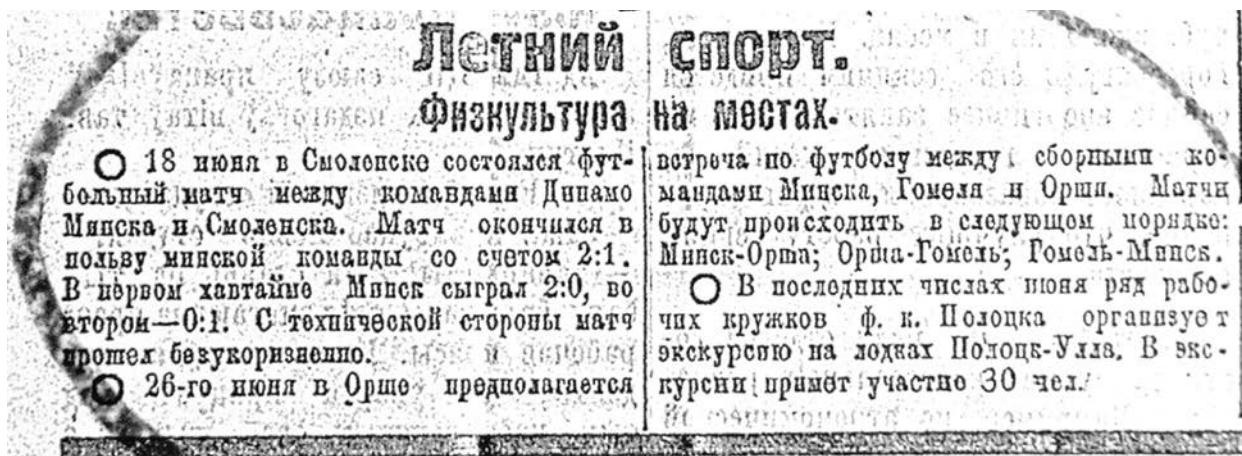 Летний спорт.
Физкультура на местах.
О 18 июня в Смоленске состоялся фут-
больный матч между командами Динамо
Минска и Смоленска. Матч окончился в
пользу минской команды со счетом 2:1.
В первом хавтайме Минск сыграл 2:0, во
втором—0:1. С технической стороны матч
прошел безукоризненно.
О 26-го июня в Орше предполагается
встреча по футболу между сборными ко-
мандами Минска, Гомеля и Орши. Матчи
будут происходить в следующем порядке:
Минск-Орша; Орша-Гомель; Гомель-Минск.
О В последних числах июня ряд рабо-
чих кружков ф. к. Полоцка организует
экскурсию на лодках Полоцк-Улла. В экс-
курсии примет участие 30 чел.